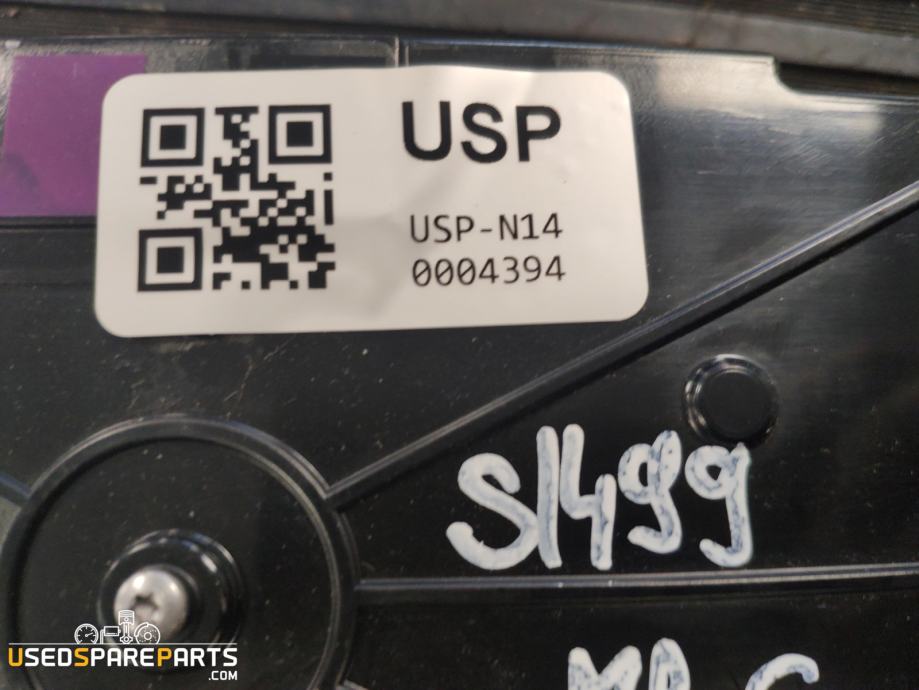 USP
USP-N14
0004394
S1499
USEDSPAREPARTS
.COM